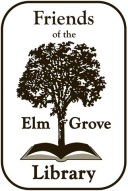 Friends
of the
Elm Grove
Library